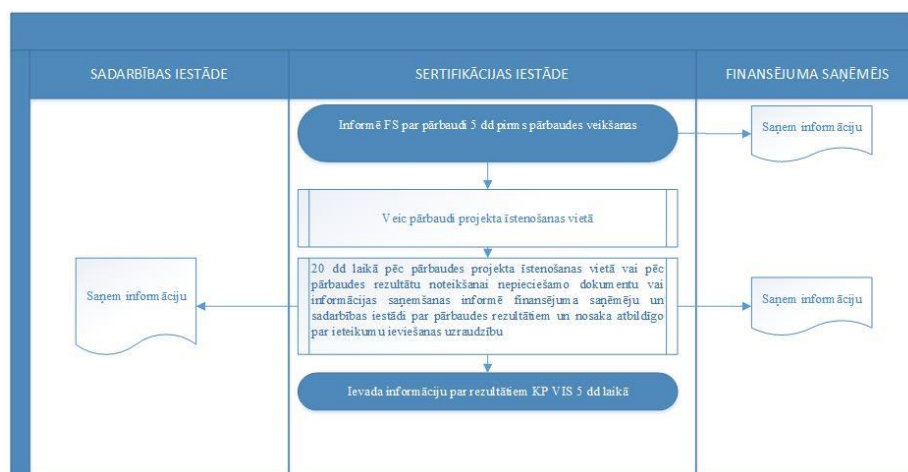 SADARBĪBAS IESTĀDE
SERTIFIKĀCIJAS IESTĀDE
FINANSĒJUMA SAŅĒMĒJS
Informē FS par pārbaudi 5 dd pirms pārbaudes veikšanas
Saņem informāciju
Veic pārbaudi projekta īstenošanas vietā
Saņem informāciju
20 dd laikā pēc pārbaudes projekta īstenošanas vietā vai pēc
pārbaudes rezultātu noteikšanai nepieciešamo dokumentu vai
informācijas saņemšanas informē finansējuma saņēmēju un
sadarbības iestādi par pārbaudes rezultātiem un nosaka atbildīgo
par ieteikumu ieviešanas uzraudzību
Saņem informāciju
Ievada informāciju par rezultātiem KP VIS 5 dd laikā